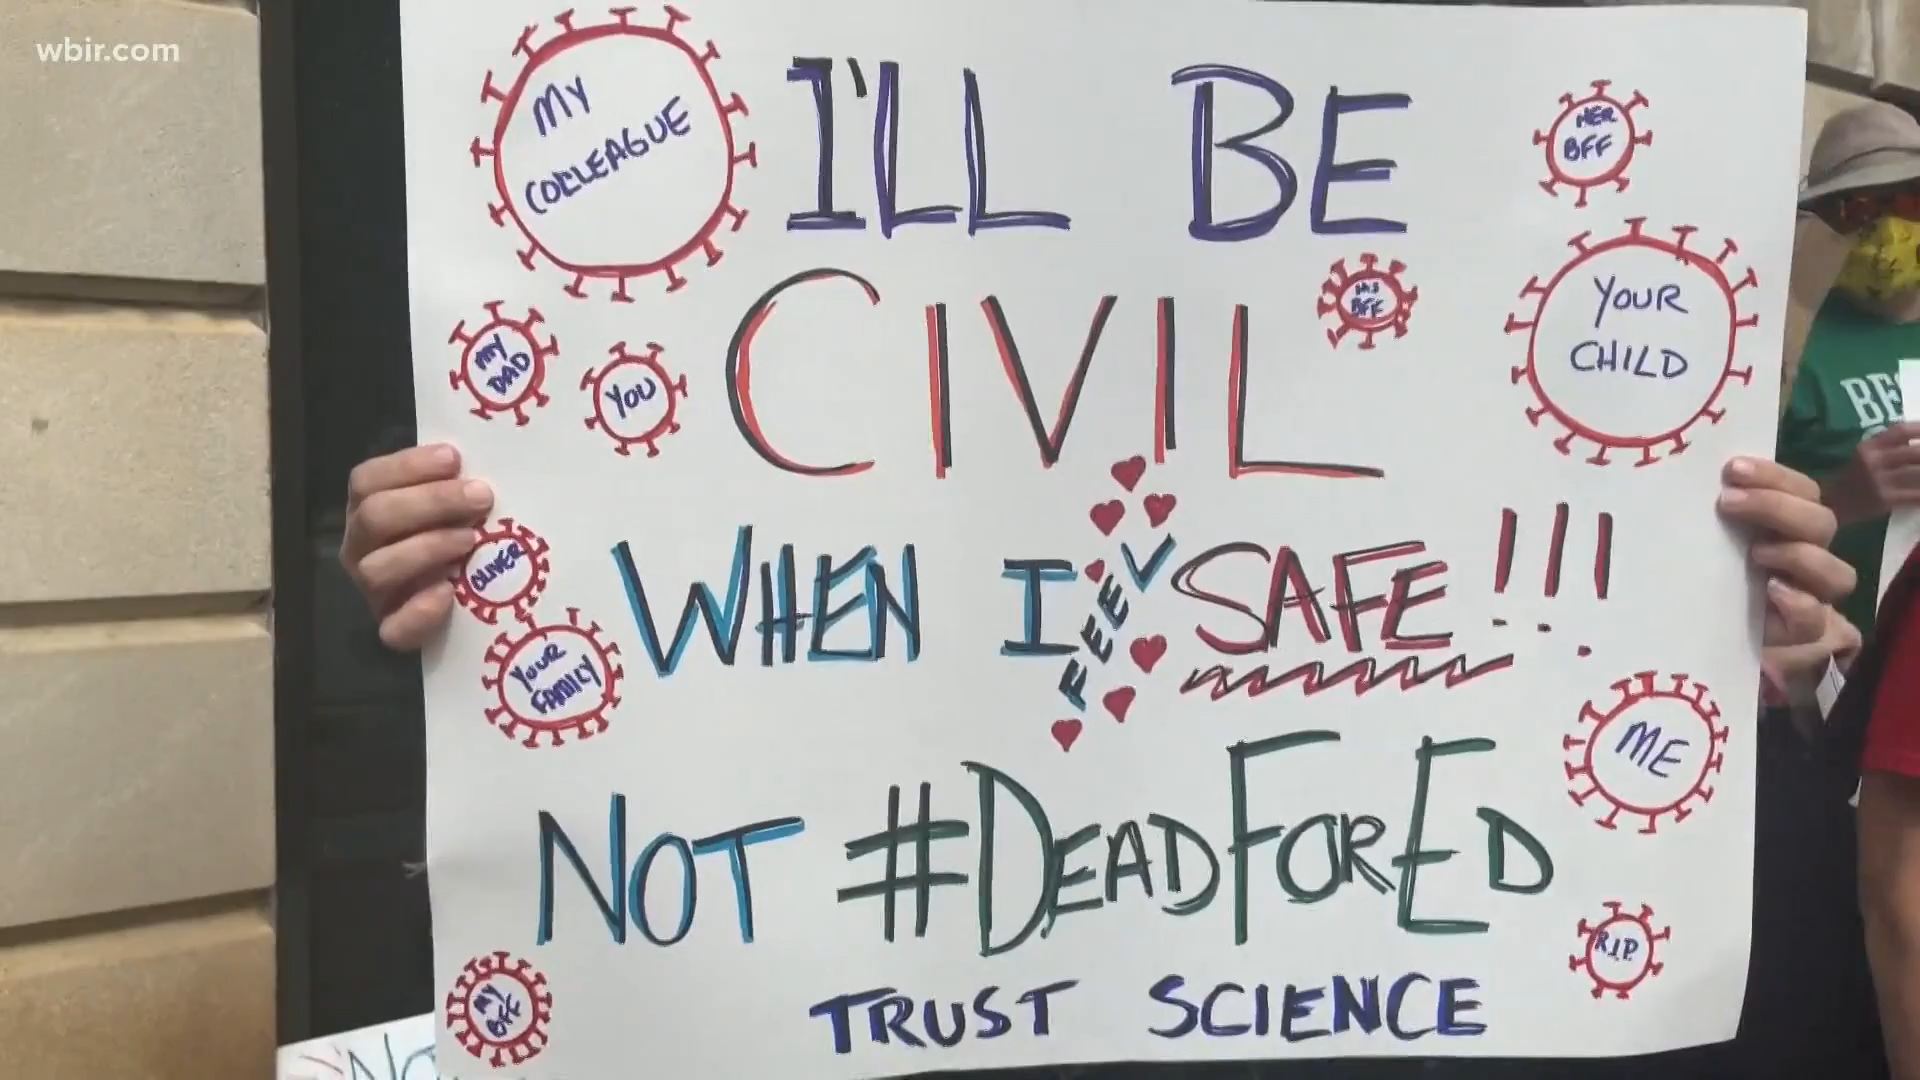 wbir.com
MY
COLLEAGUE
I'LL BE
HER
BFF
CIVIL
BFF
YOUR
CHILD
MY
DAD
YOU
BE
WHEN I FEEL SAFE!!!
OLIVER
YOUR
FAMILY
ME
NOT #DEADFORED
R.I.P.
MY
BFF
TRUST SCIENCE